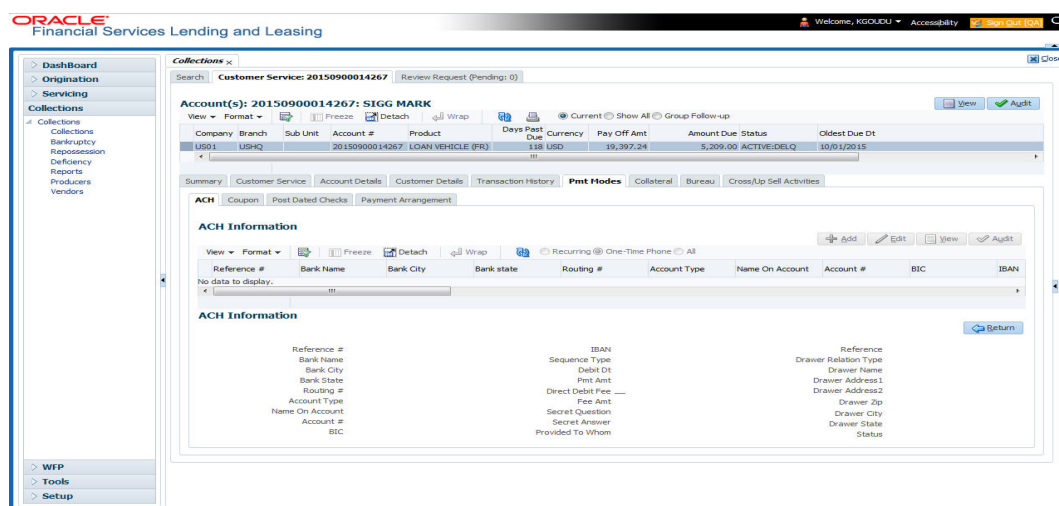 ORACLE
Financial Services Lending and Leasing
Welcome, KGOUDU Accessibility Sign Out [QA]
Close
DashBoard
Origination
Servicing
Collections
Collections
Collections
Bankruptcy
Repossession
Deficiency
Reports
Producers
Vendors
WFP
Tools
Setup
Collections
Search Customer Service: 20150900014267 Review Request (Pending: 0)
Account(s): 20150900014267: SIGG MARK
View Audit
View Format Freeze Detach Wrap Current Show All Group Follow-up
Company Branch Sub Unit Account # Product Days Past Due Currency Pay Off Amt Amount Due Status Oldest Due Dt
US01 USHQ 20150900014267 LOAN VEHICLE (FR) 118 USD 19,397.24 5,209.00 ACTIVE:DELQ 10/01/2015
Summary Customer Service Account Details Customer Details Transaction History Pmt Modes Collateral Bureau Cross/Up Sell Activities
ACH Coupon Post Dated Checks Payment Arrangement
ACH Information
Add Edit View Audit
View Format Freeze Detach Wrap Recurring One-Time Phone All
Reference # Bank Name Bank City Bank state Routing # Account Type Name On Account Account # BIC IBAN
No data to display.
ACH Information
Return
Reference # IBAN Reference
Bank Name Sequence Type Drawer Relation Type
Bank City Debit Dt Drawer Name
Bank State Pmt Amt Drawer Address1
Routing # Direct Debit Fee Drawer Address2
Account Type Fee Amt Drawer Zip
Name On Account Secret Question Drawer City
Account # Secret Answer Drawer State
BIC Provided To Whom Status